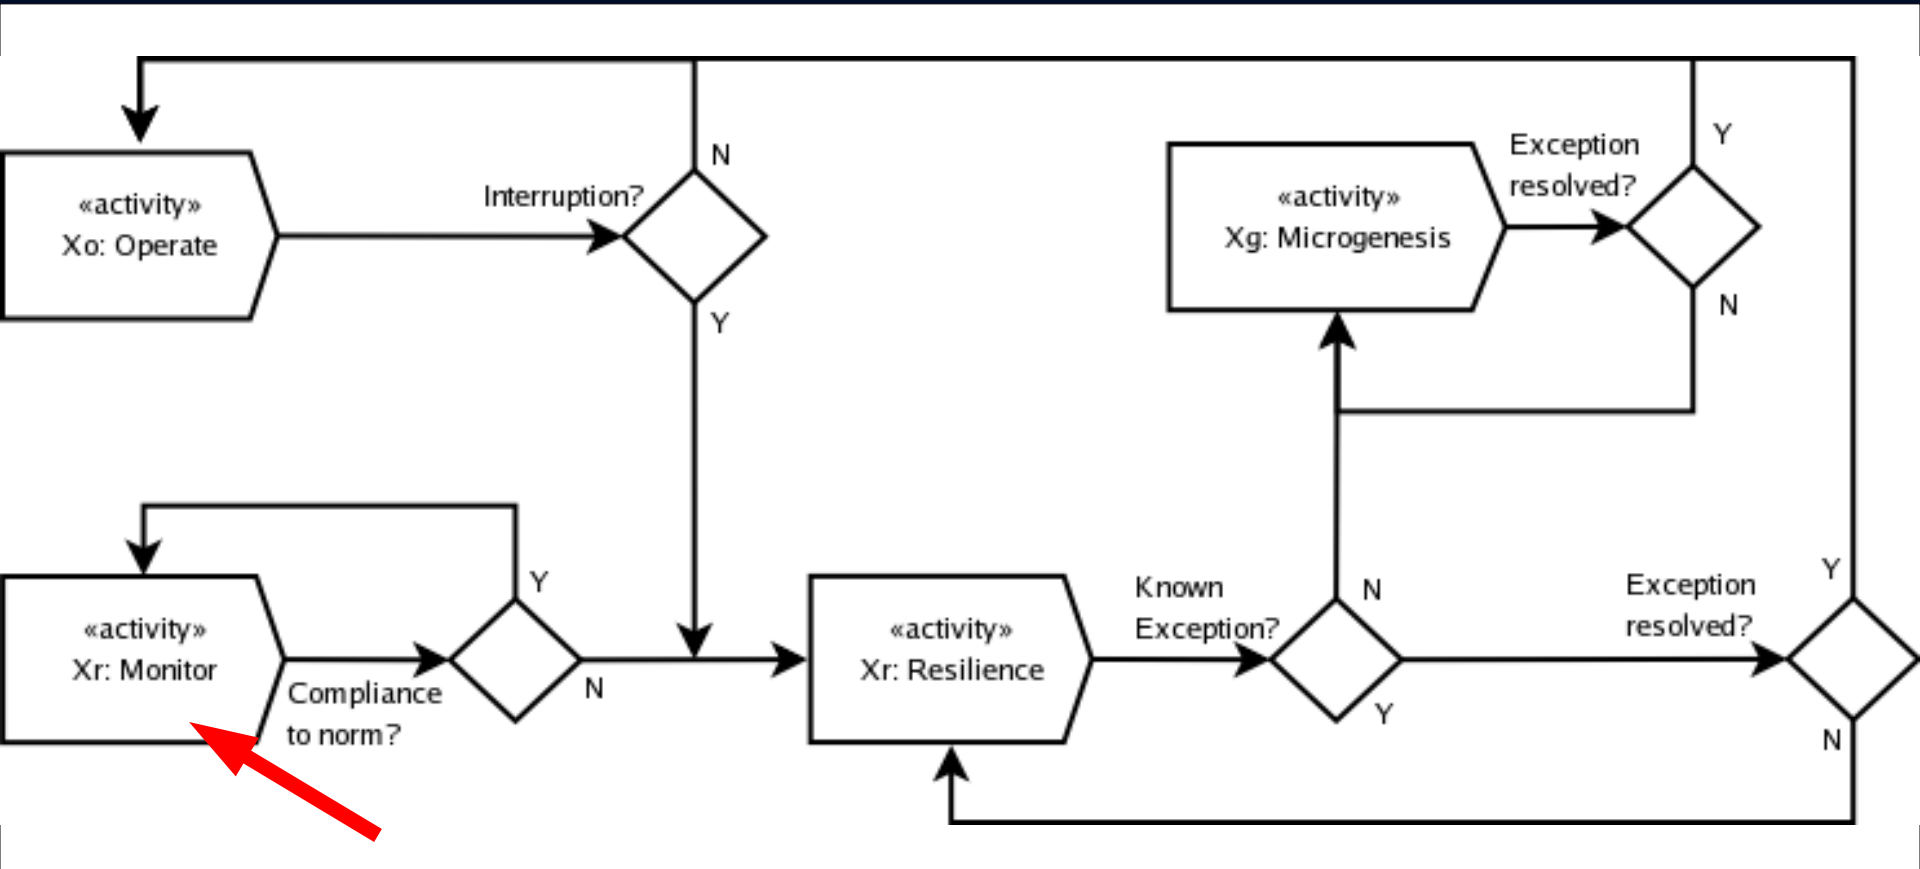 N
Exception
resolved?
Y
«activity»
Xo: Operate
Interruption?
Y
«activity»
Xg: Microgenesis
N
«activity»
Xr: Monitor
Compliance
to norm?
Y
N
«activity»
Xr: Resilience
Known
Exception?
N
Y
Exception
resolved?
Y
N